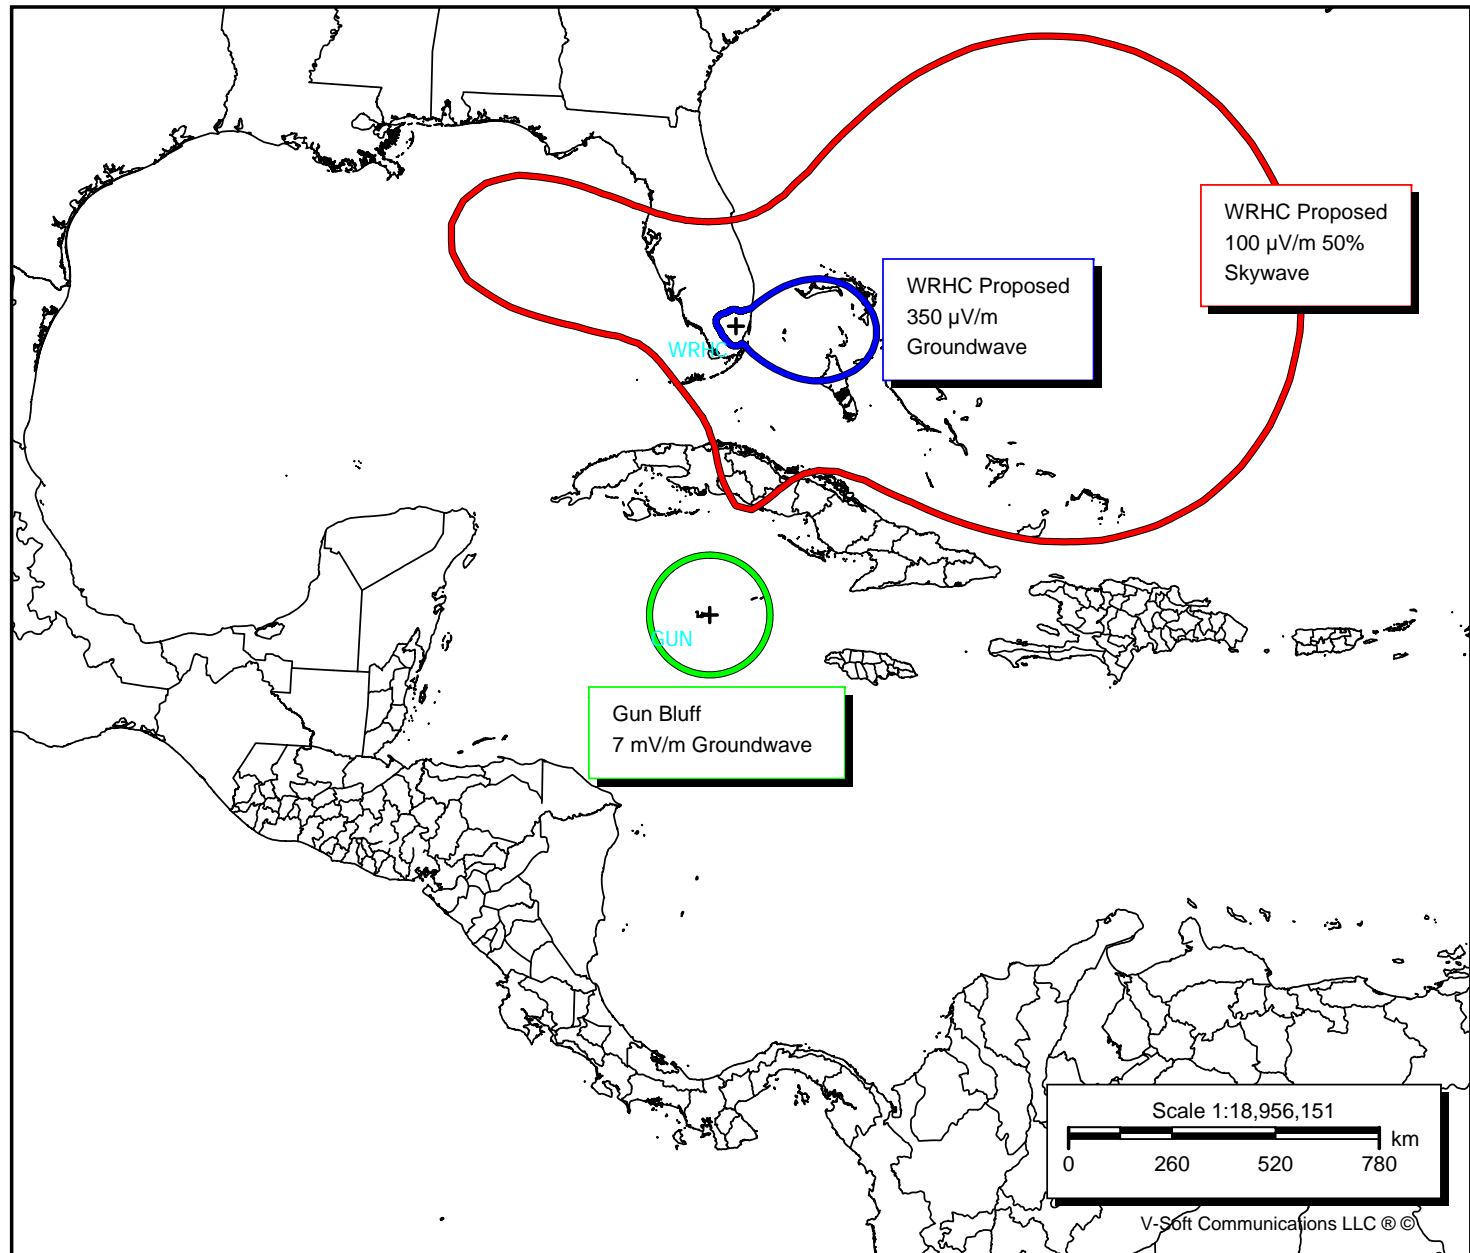 WRHC Proposed
100 µV/m 50%
Skywave
WRHC Proposed
350 µV/m
Groundwave
WRHC
GUN
Gun Bluff
7 mV/m Groundwave
Scale 1:18,956,151
km
0 260 520 780
V-Soft Communications LLC ® ©